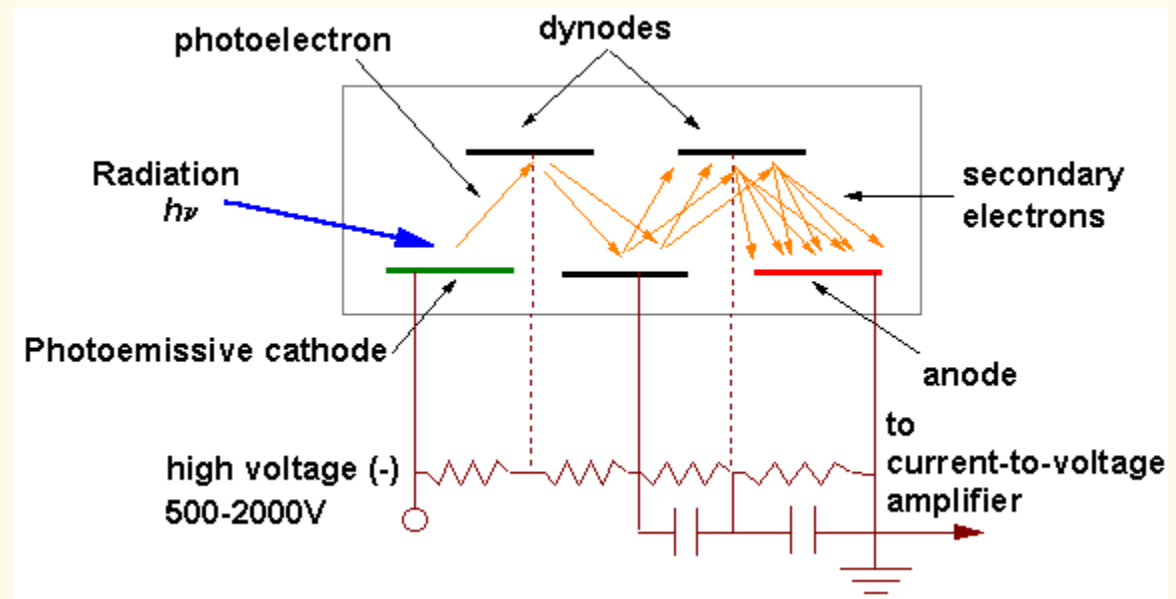 photoelectron
dynodes
Radiation
hν
secondary
electrons
Photoemissive cathode
anode
high voltage (-)
500-2000V
to
current-to-voltage
amplifier